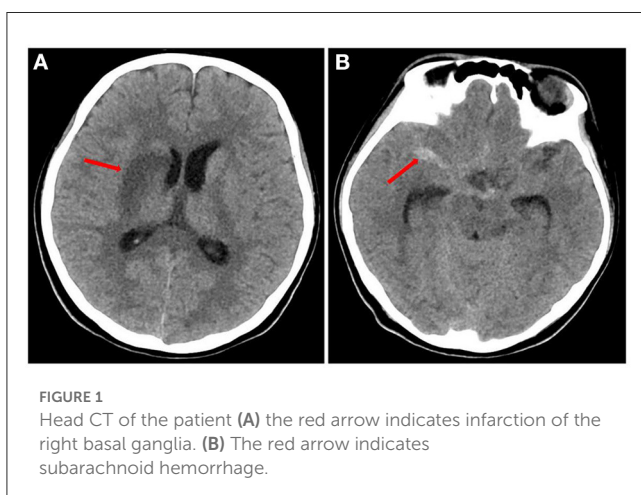 A
B
FIGURE 1
Head CT of the patient (A) the red arrow indicates infarction of the
right basal ganglia. (B) The red arrow indicates
subarachnoid hemorrhage.